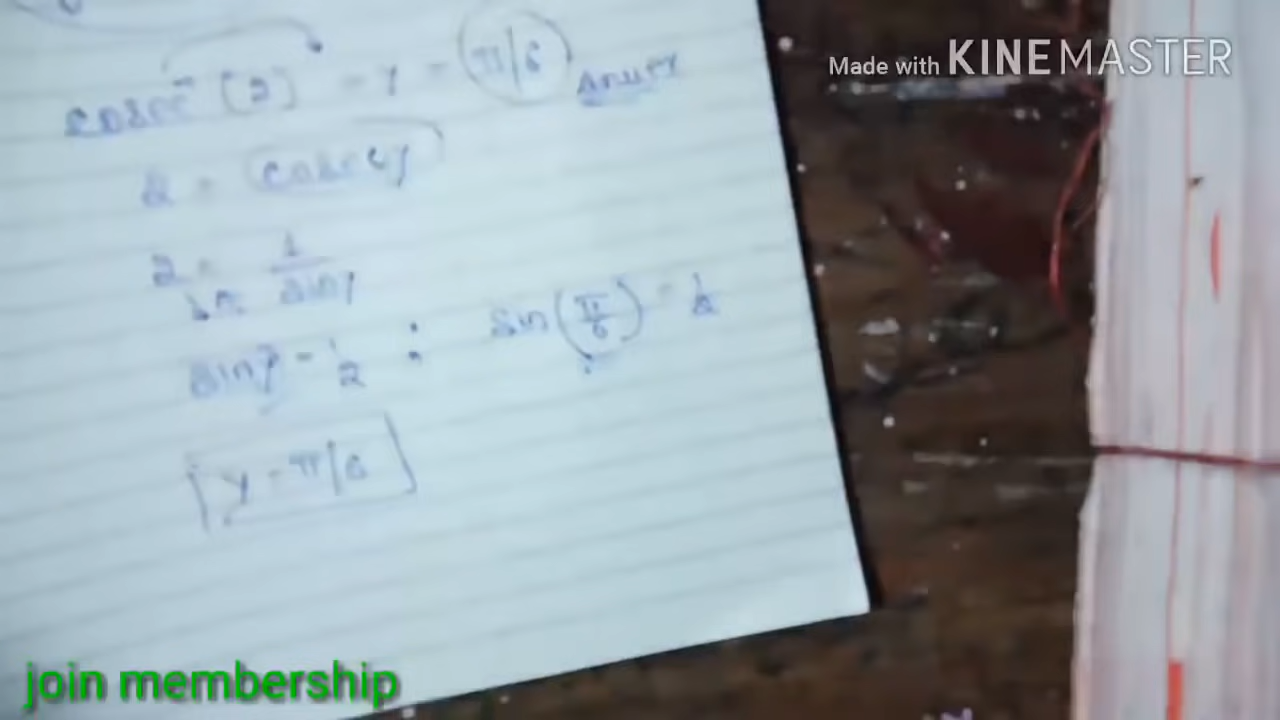 Made with KINEMASTER
cosec⁻ (2) = y = π/6 Answer
2 = cosec y
2 = 1/sin y
sin y = 1/2 : sin(π/6) = 1/2
y = π/6
join membership